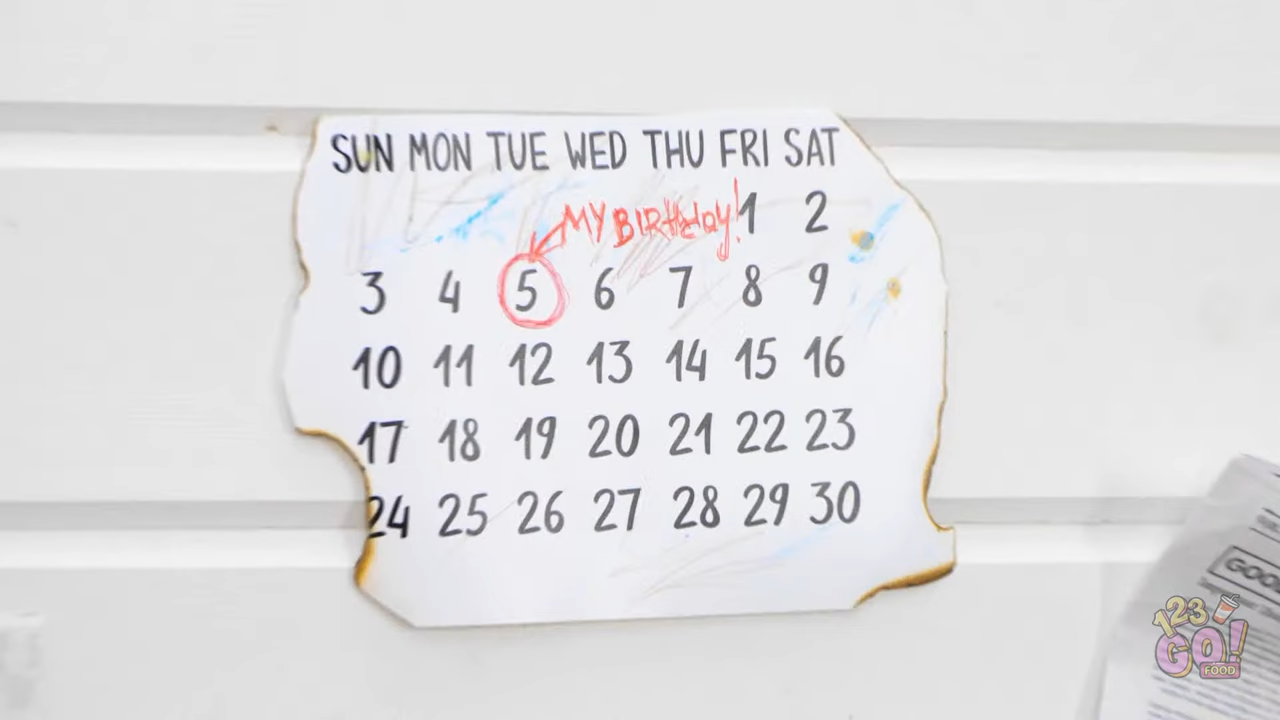 SUN MON TUE WED THU FRI SAT
MY BIRthday!
1 2
3 4 5 6 7 8 9
10 11 12 13 14 15 16
17 18 19 20 21 22 23
24 25 26 27 28 29 30
GOO
123
GO!
FOOD